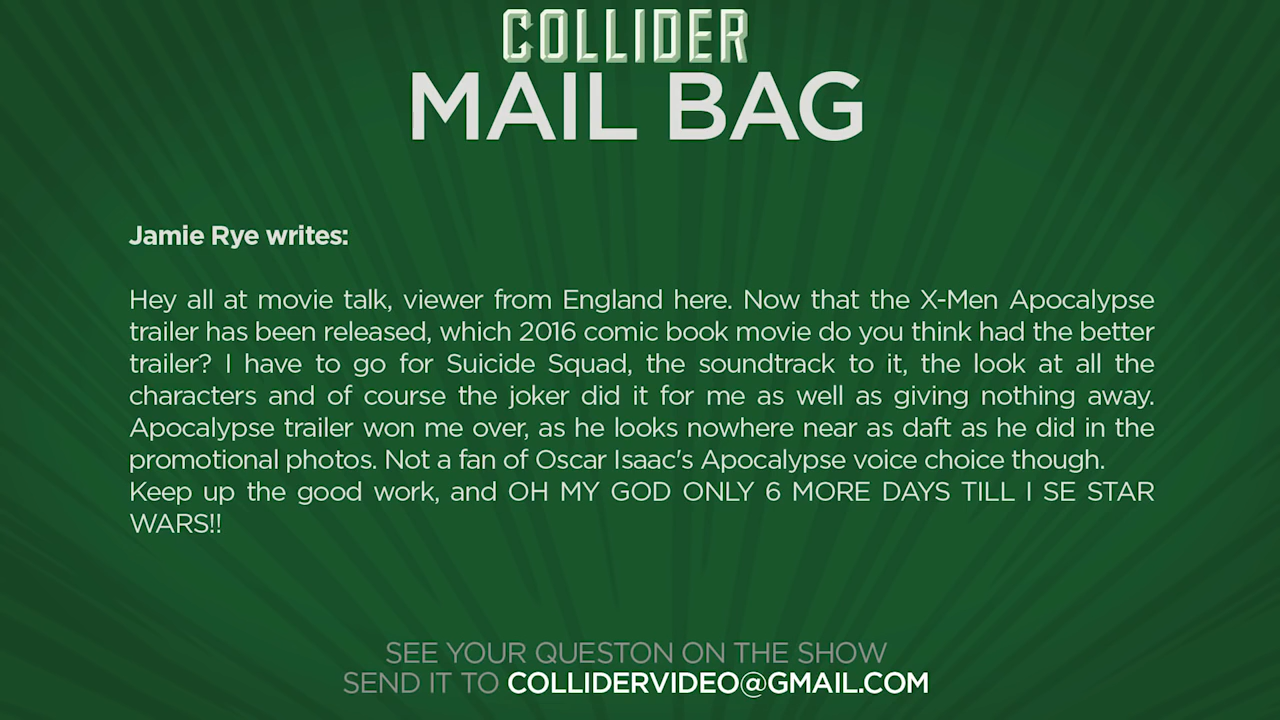 COLLIDER
MAIL BAG
Jamie Rye writes:
Hey all at movie talk, viewer from England here. Now that the X-Men Apocalypse
trailer has been released, which 2016 comic book movie do you think had the better
trailer? I have to go for Suicide Squad, the soundtrack to it, the look at all the
characters and of course the joker did it for me as well as giving nothing away.
Apocalypse trailer won me over, as he looks nowhere near as daft as he did in the
promotional photos. Not a fan of Oscar Isaac's Apocalypse voice choice though.
Keep up the good work, and OH MY GOD ONLY 6 MORE DAYS TILL I SE STAR
WARS!!
SEE YOUR QUESTON ON THE SHOW
SEND IT TO COLLIDERVIDEO@GMAIL.COM